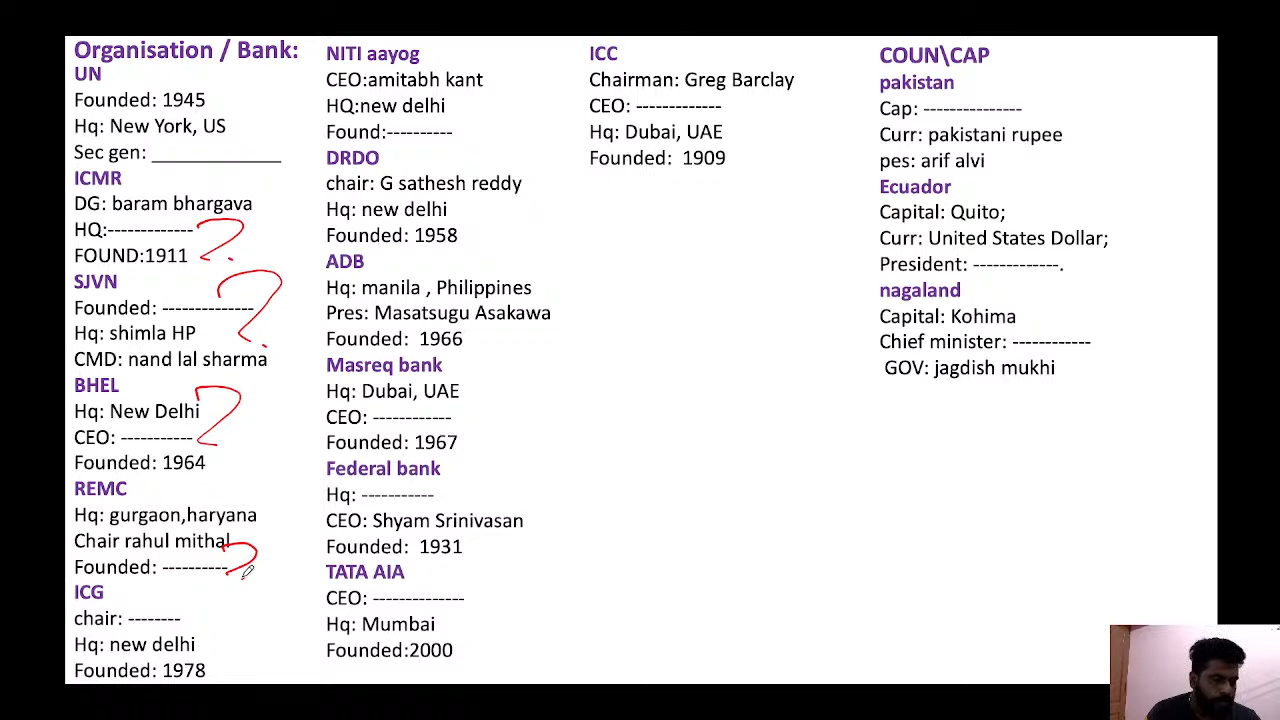 Organisation / Bank:
UN
Founded: 1945
Hq: New York, US
Sec gen: ______________
ICMR
DG: baram bhargava
HQ:-------------
FOUND:1911 ?
SJVN
Founded: -------------- ?
Hq: shimla HP
CMD: nand lal sharma
BHEL
Hq: New Delhi
CEO: ----------- ?
Founded: 1964
REMC
Hq: gurgaon,haryana
Chair rahul mithal
Founded: ---------- ?
ICG
chair: --------
Hq: new delhi
Founded: 1978
NITI aayog
CEO:amitabh kant
HQ:new delhi
Found:----------
DRDO
chair: G sathesh reddy
Hq: new delhi
Founded: 1958
ADB
Hq: manila , Philippines
Pres: Masatsugu Asakawa
Founded:  1966
Masreq bank
Hq: Dubai, UAE
CEO: ------------
Founded: 1967
Federal bank
Hq: -----------
CEO: Shyam Srinivasan
Founded:  1931
TATA AIA
CEO: --------------
Hq: Mumbai
Founded:2000
ICC
Chairman: Greg Barclay
CEO: -------------
Hq: Dubai, UAE
Founded:  1909
COUN\CAP
pakistan
Cap: ---------------
Curr: pakistani rupee
pes: arif alvi
Ecuador
Capital: Quito;
Curr: United States Dollar;
President: -------------.
nagaland
Capital: Kohima
Chief minister: ------------
GOV: jagdish mukhi